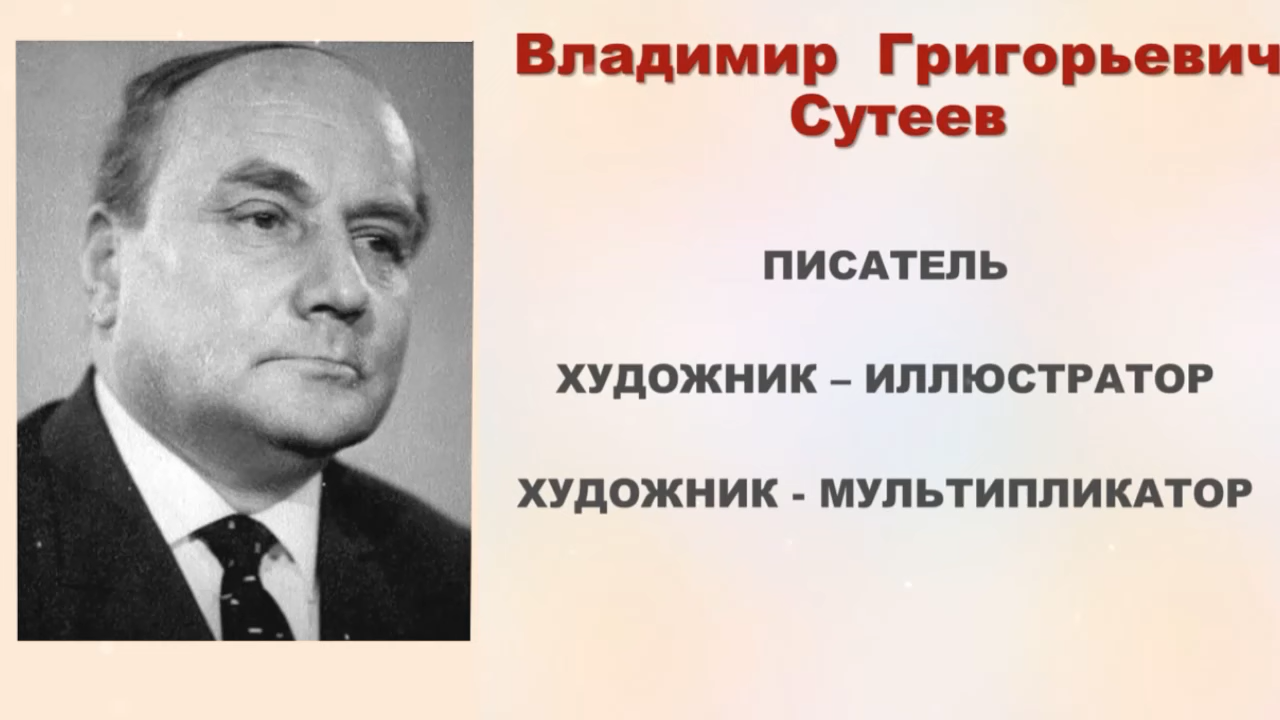 Владимир Григорьевич
Сутеев
ПИСАТЕЛЬ
ХУДОЖНИК – ИЛЛЮСТРАТОР
ХУДОЖНИК - МУЛЬТИПЛИКАТОР